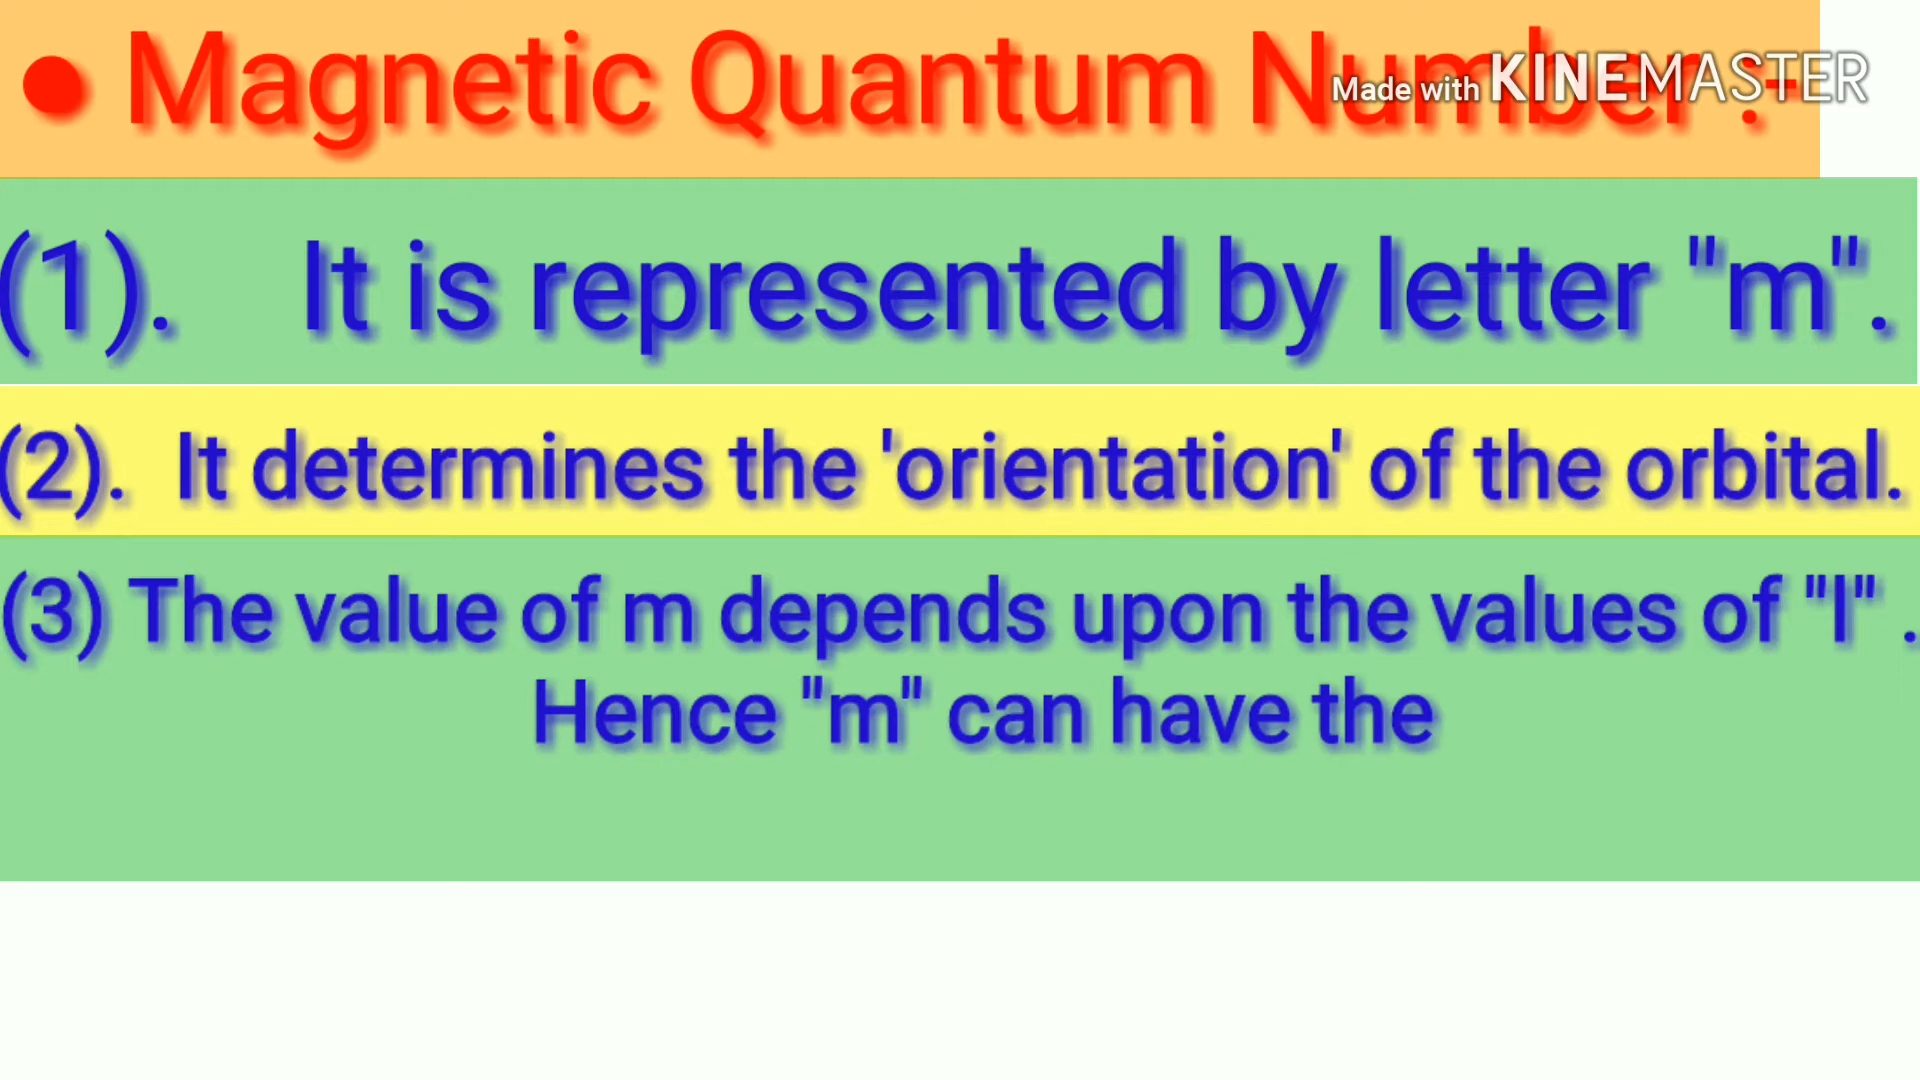 • Magnetic Quantum Number :-
Made with KINEMASTER
(1). It is represented by letter "m".
(2). It determines the 'orientation' of the orbital.
(3) The value of m depends upon the values of "l" .
Hence "m" can have the